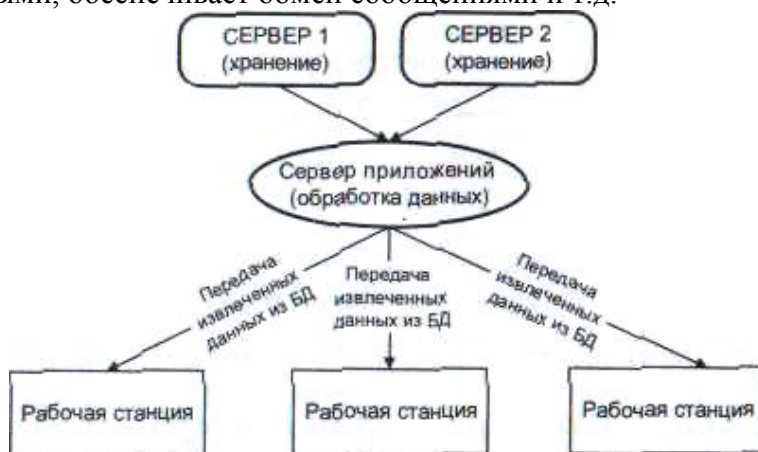 обеспечивает обмен сообщениями и т.д.
СЕРВЕР 1
(хранение)
СЕРВЕР 2
(хранение)
Сервер приложений
(обработка данных)
Передача
извлеченных
данных из БД
Передача
извлеченных
данных из БД
Передача
извлеченных
данных из БД
Рабочая станция
Рабочая станция
Рабочая станция